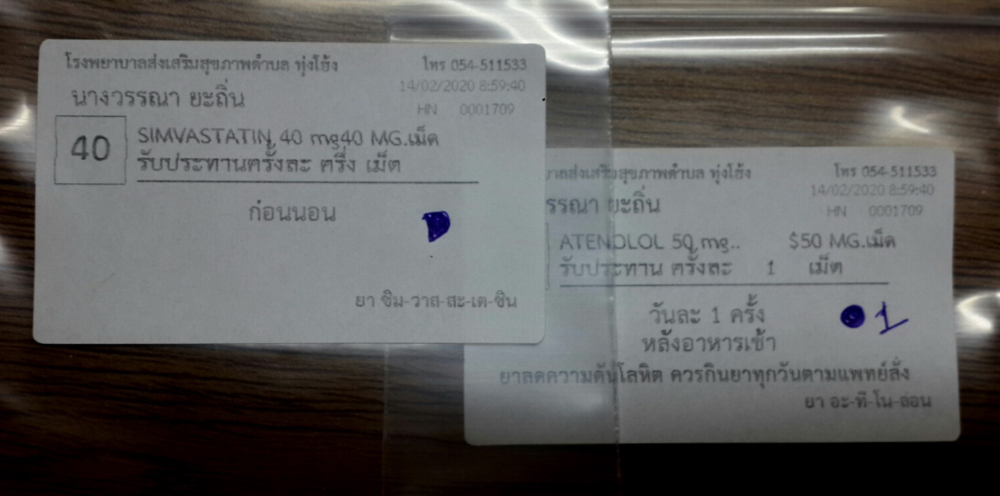 โรงพยาบาลส่งเสริมสุขภาพตำบล ทุ่งโฮ้ง โทร 054-511533
14/02/2020 8:59:40
นางวรรณา ยะถิ่น
HN 0001709
40
SIMVASTATIN 40 mg40 MG.เม็ด
รับประทานครั้งละ ครึ่ง เม็ด
ก่อนนอน
ยา ซิม-วาส-สะ-เต-ซิน
าลส่งเสริมสุขภาพตำบล ทุ่งโฮ้ง โทร 054-511533
14/02/2020 8:59:40
รรณา ยะถิ่น
HN 0001709
ATENOLOL 50 mg.. $50 MG.เม็ด
รับประทาน ครั้งละ 1 เม็ด
วันละ 1 ครั้ง
1
หลังอาหารเช้า
ยาลดความดันโลหิต ควรกินยาทุกวันตามแพทย์สั่ง
ยา อะ-ที-โน-ลอน